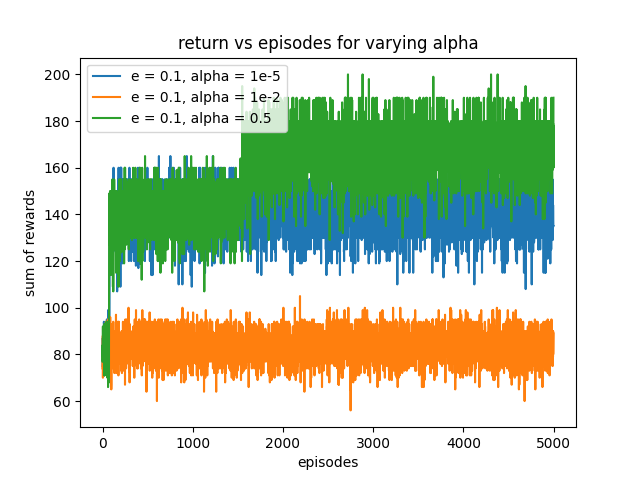 return vs episodes for varying alpha
e = 0.1, alpha = 1e-5
e = 0.1, alpha = 1e-2
e = 0.1, alpha = 0.5
200
180
160
140
120
100
80
60
sum of rewards
0 1000 2000 3000 4000 5000
episodes